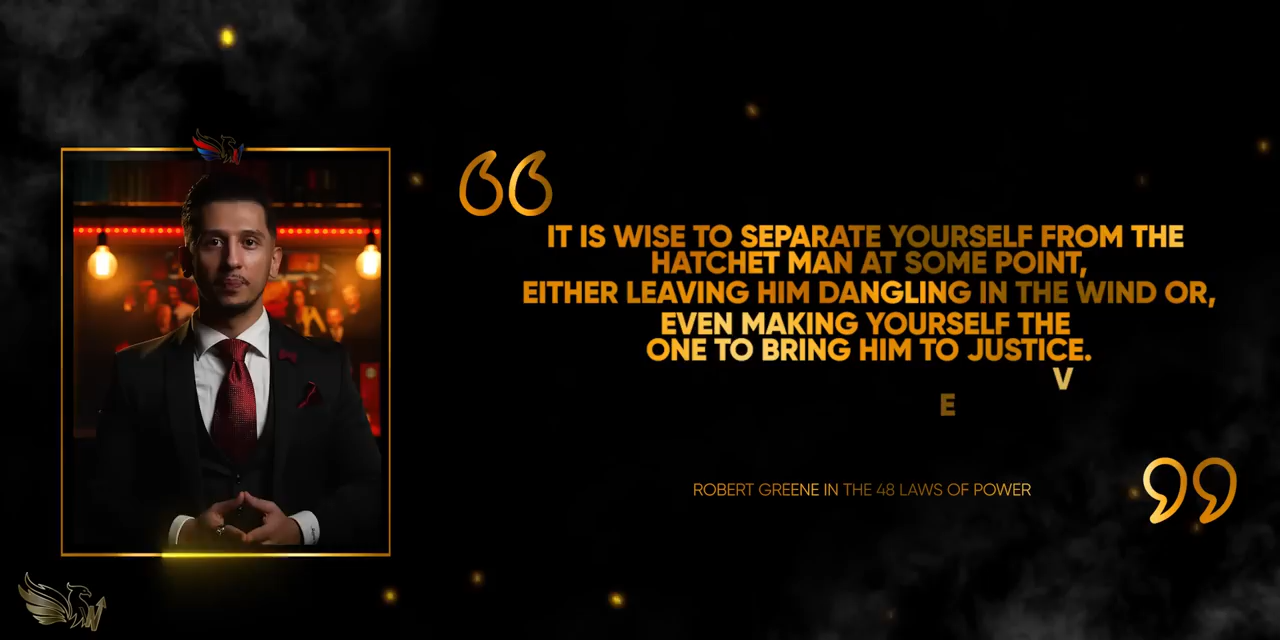 IT IS WISE TO SEPARATE YOURSELF FROM THE
HATCHET MAN AT SOME POINT,
EITHER LEAVING HIM DANGLING IN THE WIND OR,
EVEN MAKING YOURSELF THE
ONE TO BRING HIM TO JUSTICE.
V
E
ROBERT GREENE IN THE 48 LAWS OF POWER